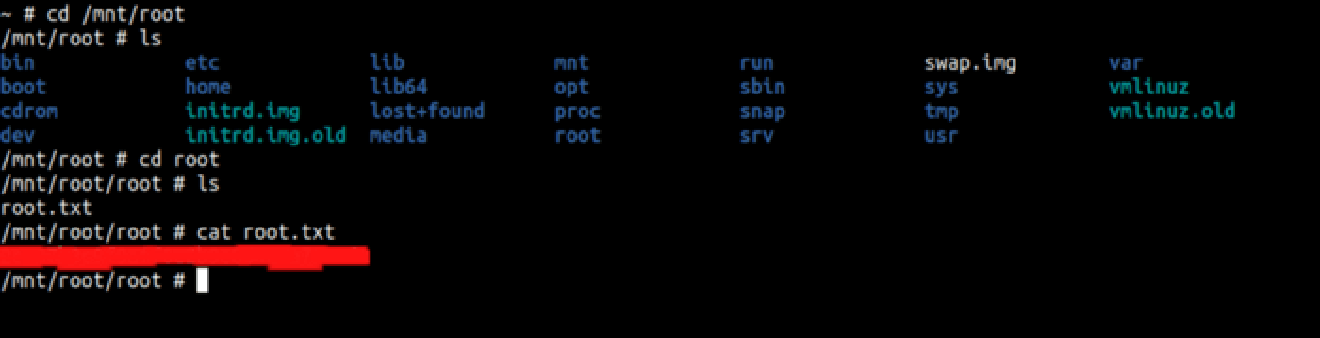 ~ # cd /mnt/root
/mnt/root # ls
bin etc lib mnt run swap.img var
boot home lib64 opt sbin sys vmlinuz
cdrom initrd.img lost+found proc snap tmp vmlinuz.old
dev initrd.img.old media root srv usr
/mnt/root # cd root
/mnt/root/root # ls
root.txt
/mnt/root/root # cat root.txt
/mnt/root/root #